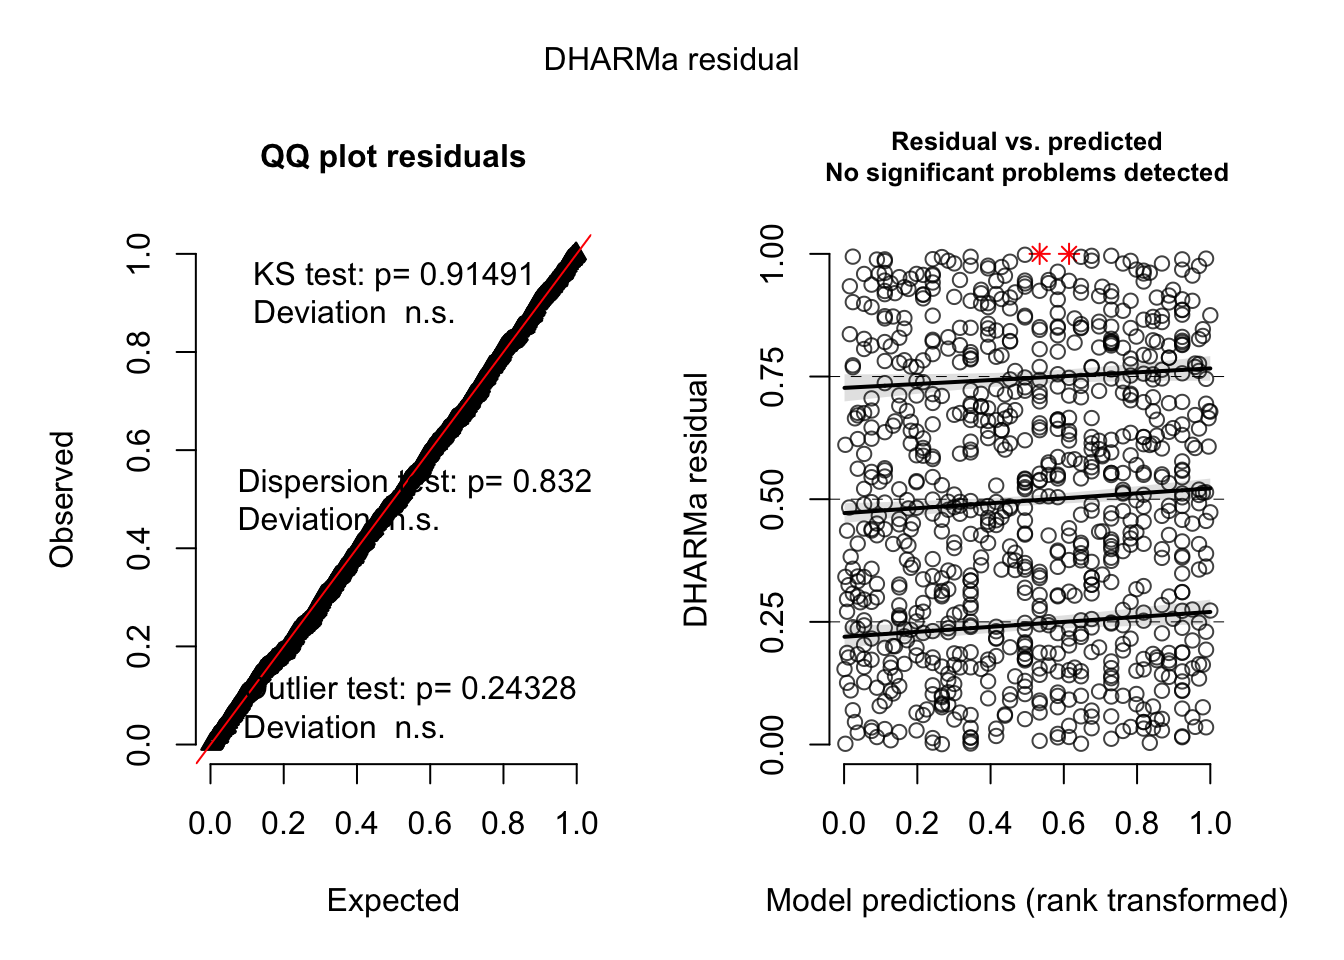 DHARMa residual
QQ plot residuals
KS test: p= 0.91491
Deviation  n.s.
Dispersion test: p= 0.832
Deviation  n.s.
Outlier test: p= 0.24328
Deviation  n.s.
Observed
0.0 0.2 0.4 0.6 0.8 1.0
0.0 0.2 0.4 0.6 0.8 1.0
Expected
Residual vs. predicted
No significant problems detected
DHARMa residual
0.00 0.25 0.50 0.75 1.00
0.0 0.2 0.4 0.6 0.8 1.0
Model predictions (rank transformed)